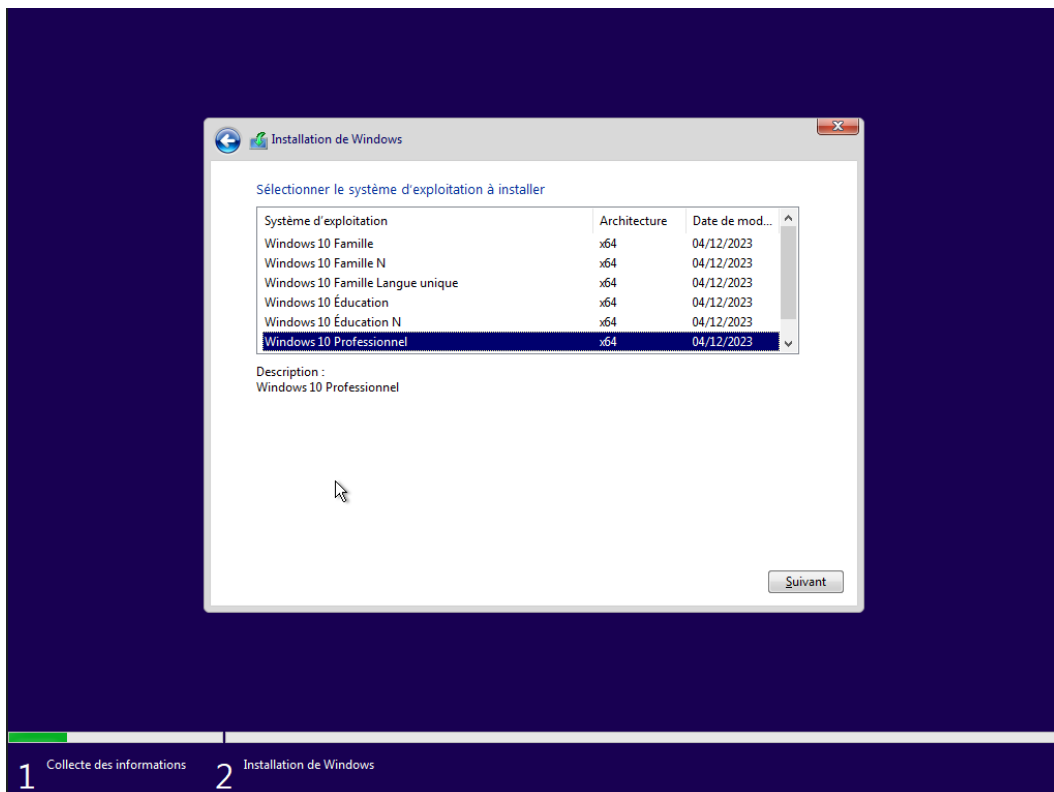 Installation de Windows
Sélectionner le système d'exploitation à installer
Système d'exploitation Architecture Date de mod...
Windows 10 Famille x64 04/12/2023
Windows 10 Famille N x64 04/12/2023
Windows 10 Famille Langue unique x64 04/12/2023
Windows 10 Éducation x64 04/12/2023
Windows 10 Éducation N x64 04/12/2023
Windows 10 Professionnel x64 04/12/2023
Description :
Windows 10 Professionnel
Suivant
1 Collecte des informations 2 Installation de Windows